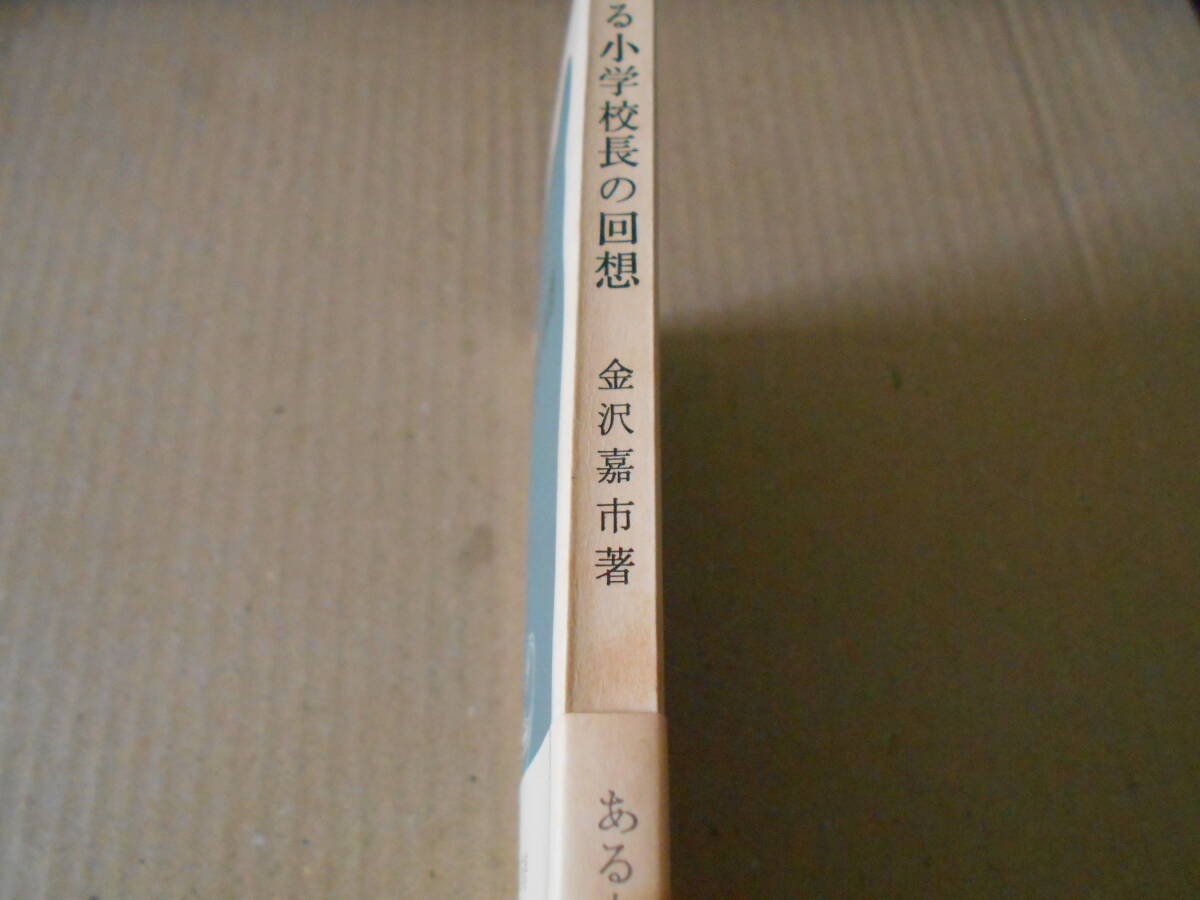 る小学校長の回想
金沢嘉市著
ある